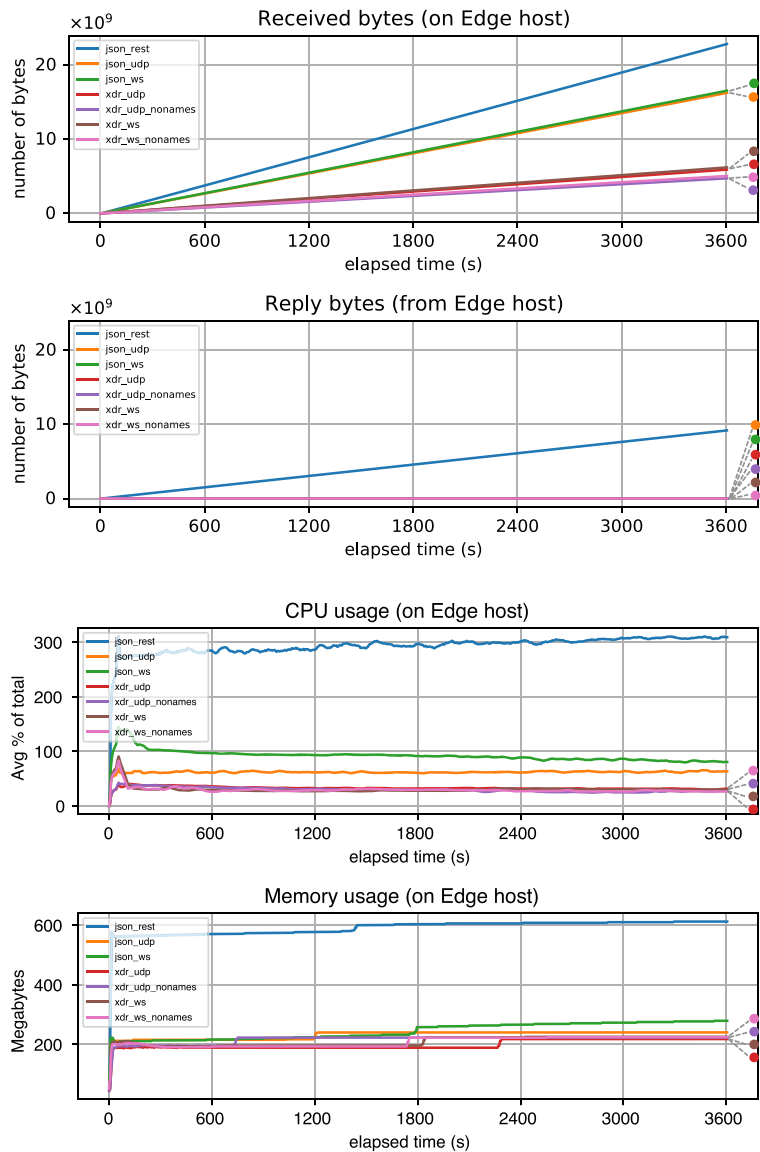 Received bytes (on Edge host)
×10⁹
number of bytes
20
10
0
json_rest
json_udp
json_ws
xdr_udp
xdr_udp_nonames
xdr_ws
xdr_ws_nonames
0 600 1200 1800 2400 3000 3600
elapsed time (s)
Reply bytes (from Edge host)
×10⁹
number of bytes
20
10
0
json_rest
json_udp
json_ws
xdr_udp
xdr_udp_nonames
xdr_ws
xdr_ws_nonames
0 600 1200 1800 2400 3000 3600
elapsed time (s)
CPU usage (on Edge host)
Avg % of total
300
200
100
0
json_rest
json_udp
json_ws
xdr_udp
xdr_udp_nonames
xdr_ws
xdr_ws_nonames
0 600 1200 1800 2400 3000 3600
elapsed time (s)
Memory usage (on Edge host)
Megabytes
600
400
200
json_rest
json_udp
json_ws
xdr_udp
xdr_udp_nonames
xdr_ws
xdr_ws_nonames
0 600 1200 1800 2400 3000 3600
elapsed time (s)